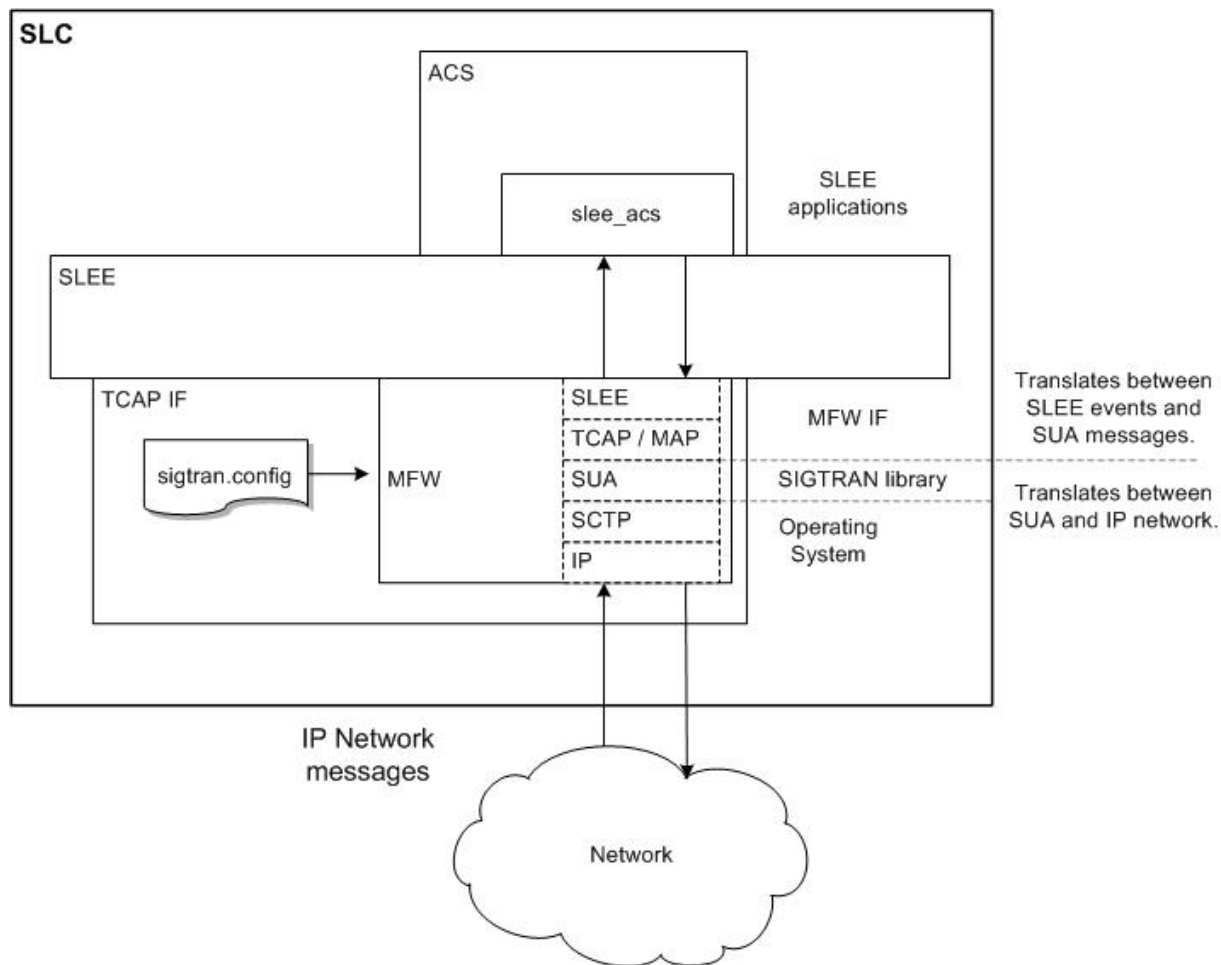 SLC
ACS
slee_acs
SLEE
applications
SLEE
TCAP IF
sigtran.config
MFW
SLEE
TCAP / MAP
SUA
SCTP
IP
MFW IF
SIGTRAN library
Operating
System
Translates between
SLEE events and
SUA messages.
Translates between
SUA and IP network.
IP Network
messages
Network